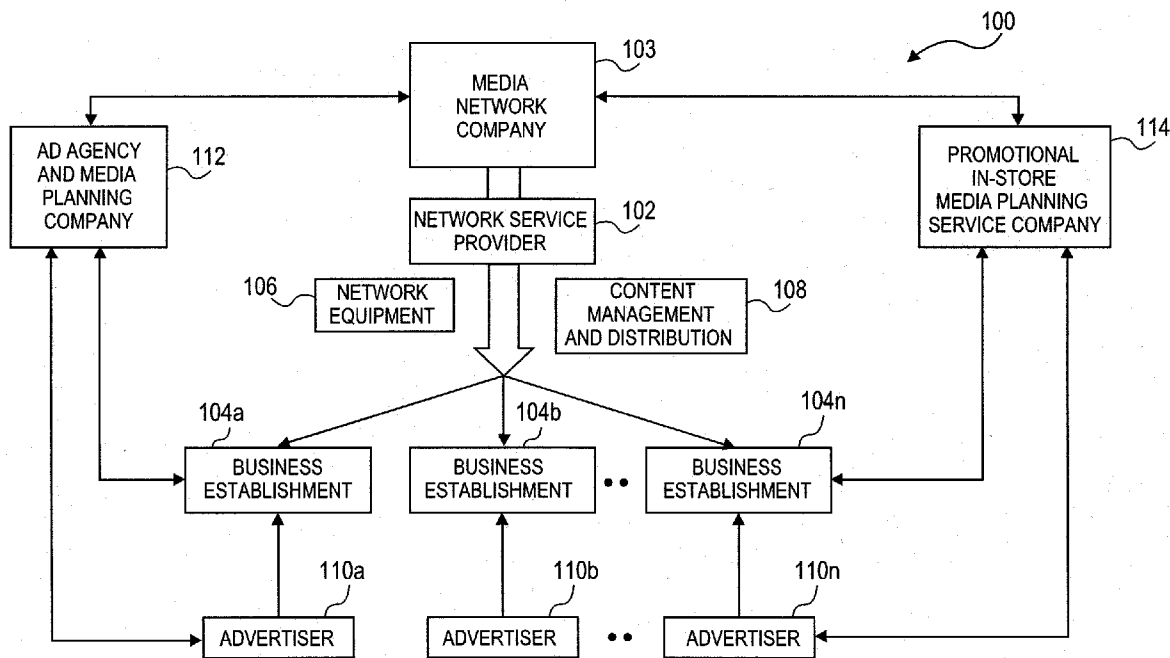 100
103
MEDIA
NETWORK
COMPANY
AD AGENCY
AND MEDIA
PLANNING
COMPANY
112
114
PROMOTIONAL
IN-STORE
MEDIA PLANNING
SERVICE COMPANY
NETWORK SERVICE
PROVIDER
102
106
NETWORK
EQUIPMENT
CONTENT
MANAGEMENT
AND DISTRIBUTION
108
104a
BUSINESS
ESTABLISHMENT
104b
BUSINESS
ESTABLISHMENT
104n
BUSINESS
ESTABLISHMENT
110a
ADVERTISER
110b
ADVERTISER
110n
ADVERTISER